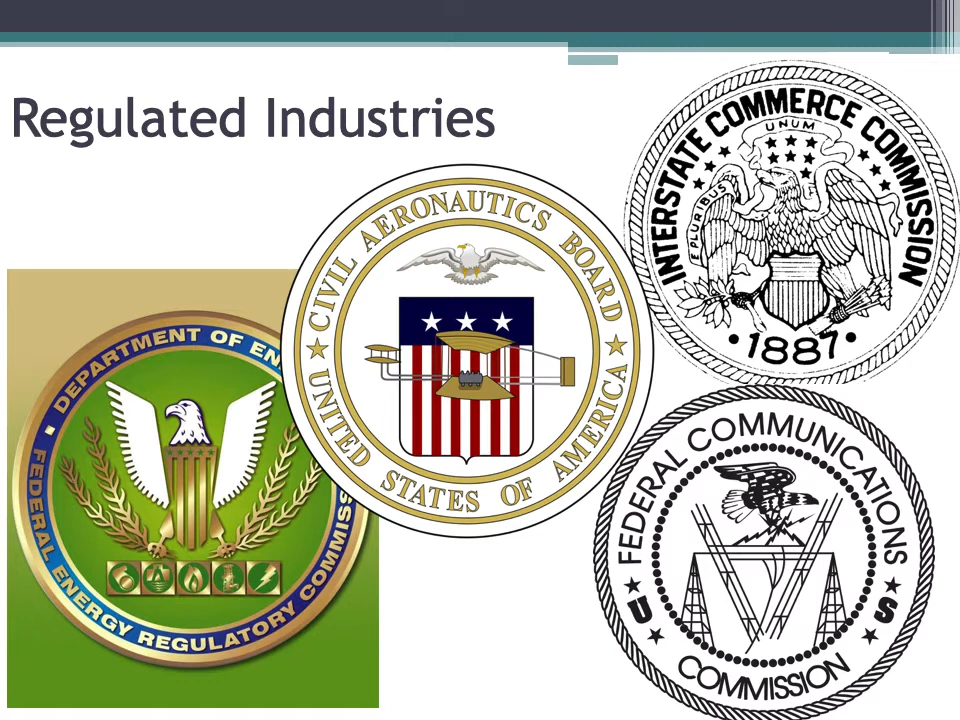 Regulated Industries
INTERSTATE COMMERCE COMMISSION
E PLURIBUS
UNUM
1887
CIVIL AERONAUTICS BOARD
UNITED STATES OF AMERICA
DEPARTMENT OF EN
FEDERAL ENERGY REGULATORY COMMISS
FEDERAL COMMUNICATIONS
U S
COMMISSION